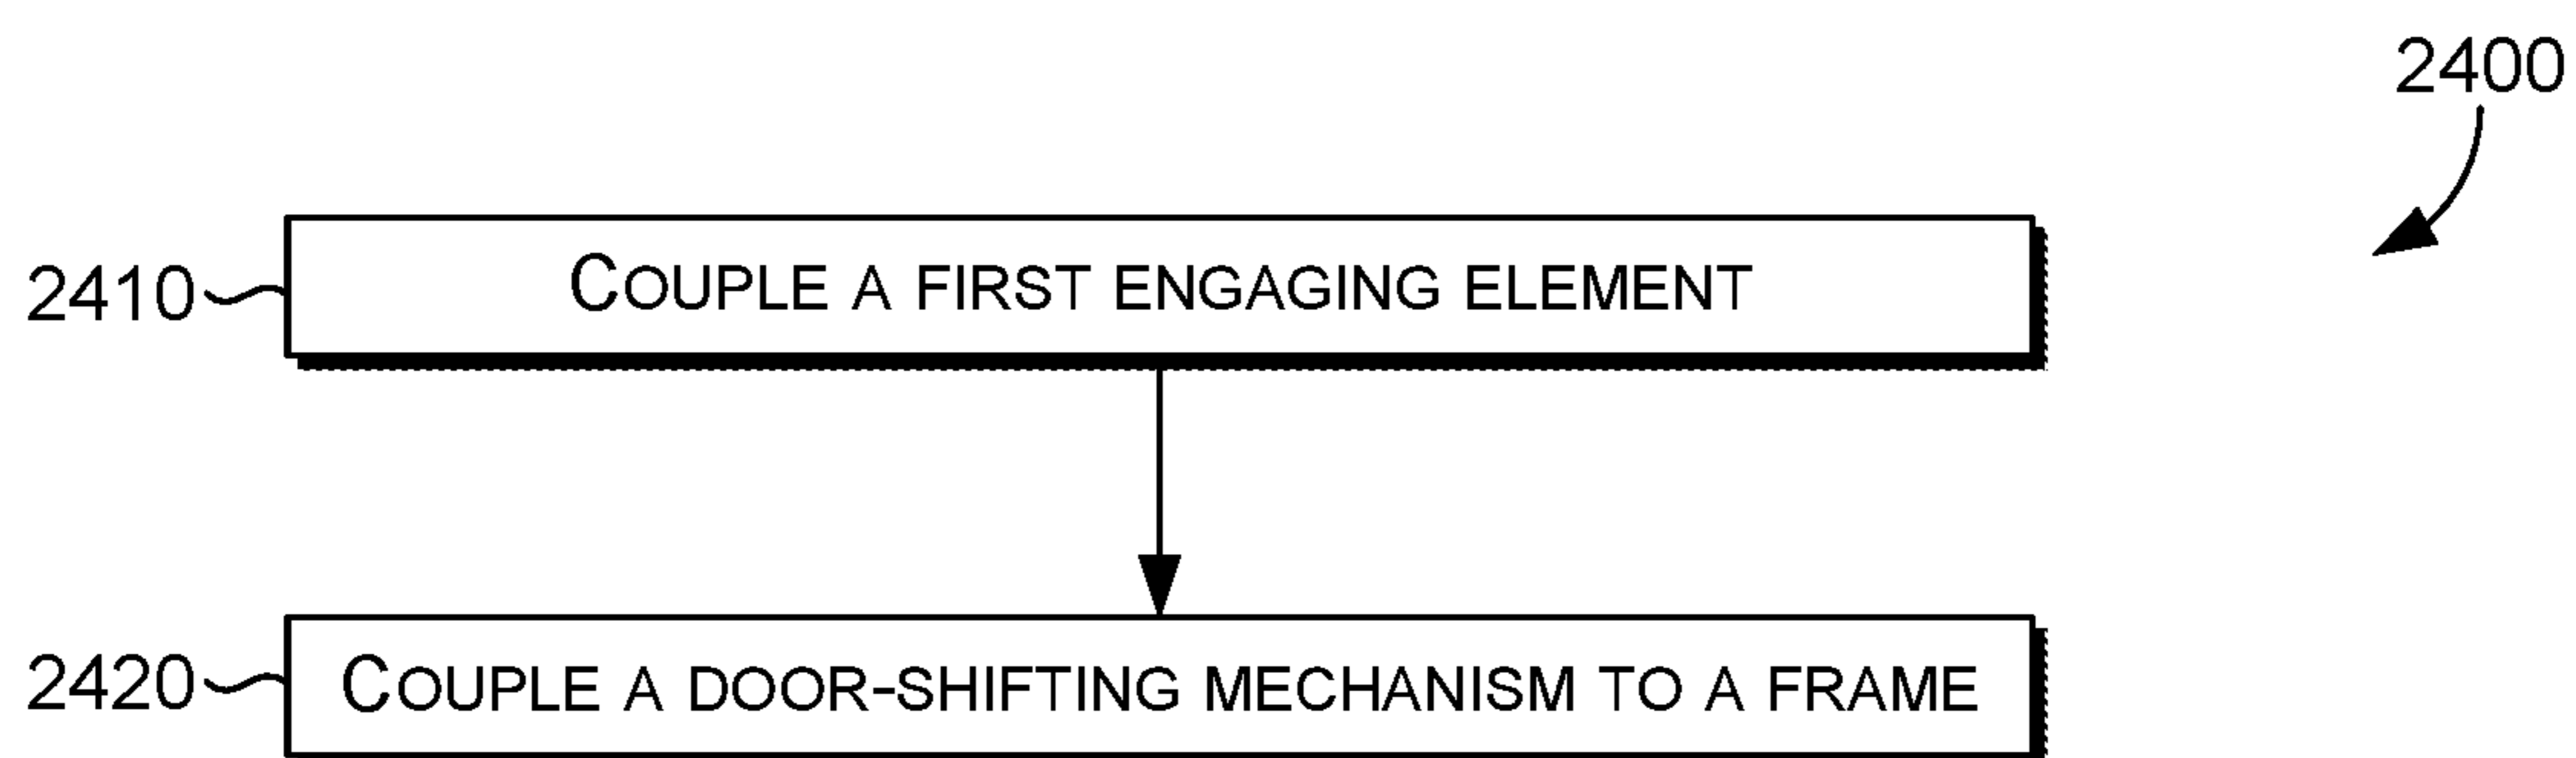 2400
2410 COUPLE A FIRST ENGAGING ELEMENT
2420 COUPLE A DOOR-SHIFTING MECHANISM TO A FRAME